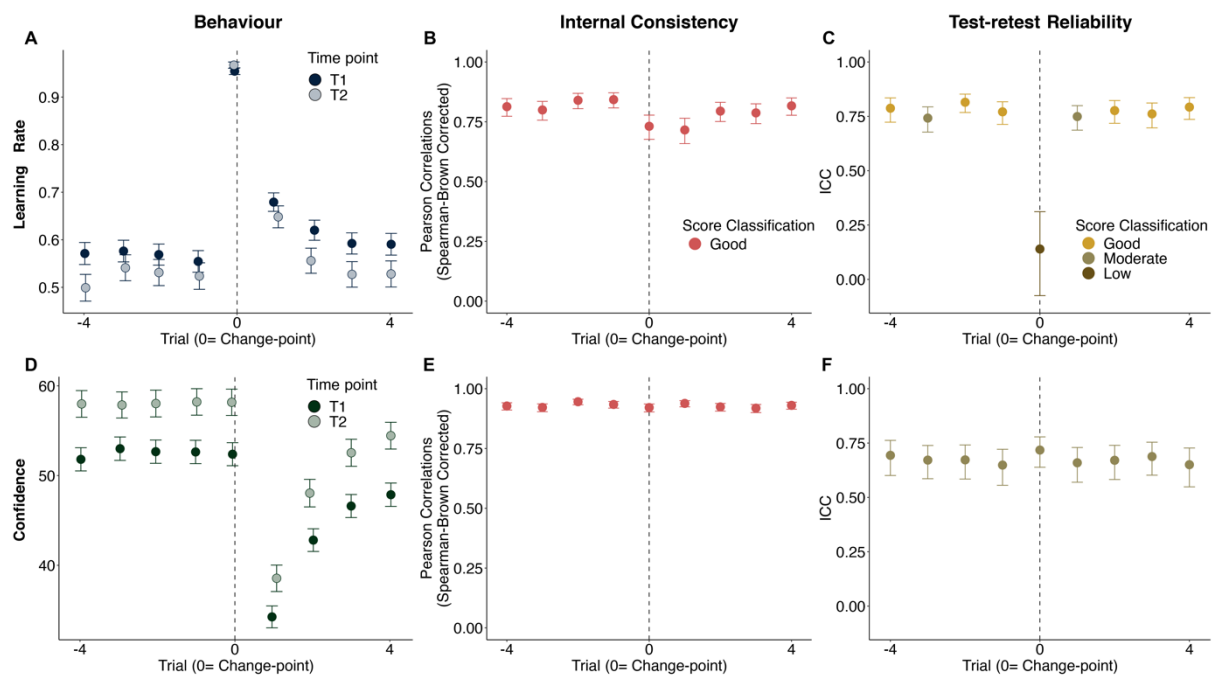 Behaviour
Internal Consistency
Test-retest Reliability
A
Time point
T1
T2
0.9
0.8
0.7
0.6
0.5
Learning Rate
-4
0
4
Trial (0= Change-point)
B
1.00
0.75
0.50
0.25
0.00
Pearson Correlations
(Spearman-Brown Corrected)
Score Classification
Good
-4
0
4
Trial (0= Change-point)
C
1.00
0.75
0.50
0.25
0.00
ICC
Score Classification
Good
Moderate
Low
-4
0
4
Trial (0= Change-point)
D
Time point
T1
T2
60
50
40
Confidence
-4
0
4
Trial (0= Change-point)
E
1.00
0.75
0.50
0.25
0.00
Pearson Correlations
(Spearman-Brown Corrected)
-4
0
4
Trial (0= Change-point)
F
1.00
0.75
0.50
0.25
0.00
ICC
-4
0
4
Trial (0= Change-point)